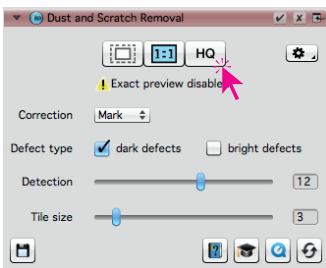 Dust and Scratch Removal
1:1 HQ
Exact preview disable
Correction Mark
Defect type dark defects bright defects
Detection 12
Tile size 3